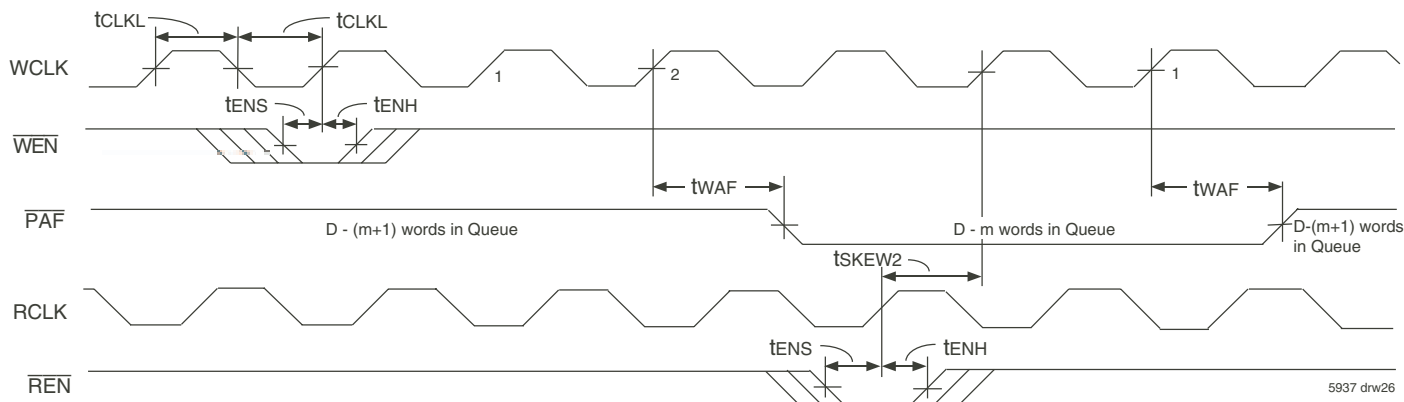 tCLKL tCLKL
WCLK
1 2 1
tENS tENH
WEN
tWAF tWAF
PAF
D - (m+1) words in Queue
D - m words in Queue
D-(m+1) words
in Queue
tSKEW2
RCLK
tENS tENH
REN
5937 drw26